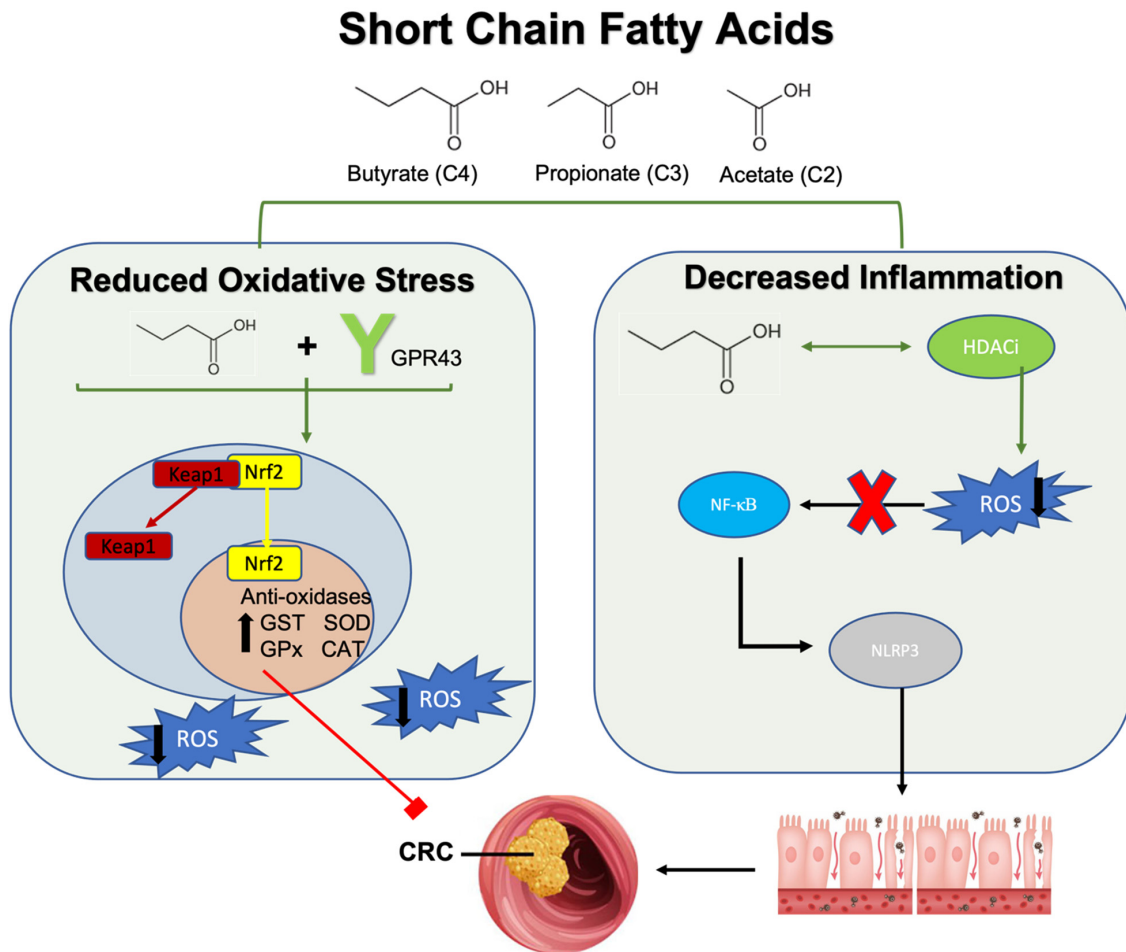 Short Chain Fatty Acids
OH
O
OH
O
OH
O
Butyrate (C4)
Propionate (C3)
Acetate (C2)
Reduced Oxidative Stress
OH
O
+
Y
GPR43
Keap1
Nrf2
Keap1
Nrf2
Anti-oxidases
GST SOD
GPx CAT
ROS
ROS
Decreased Inflammation
OH
O
HDACi
NF-κB
ROS
NLRP3
CRC